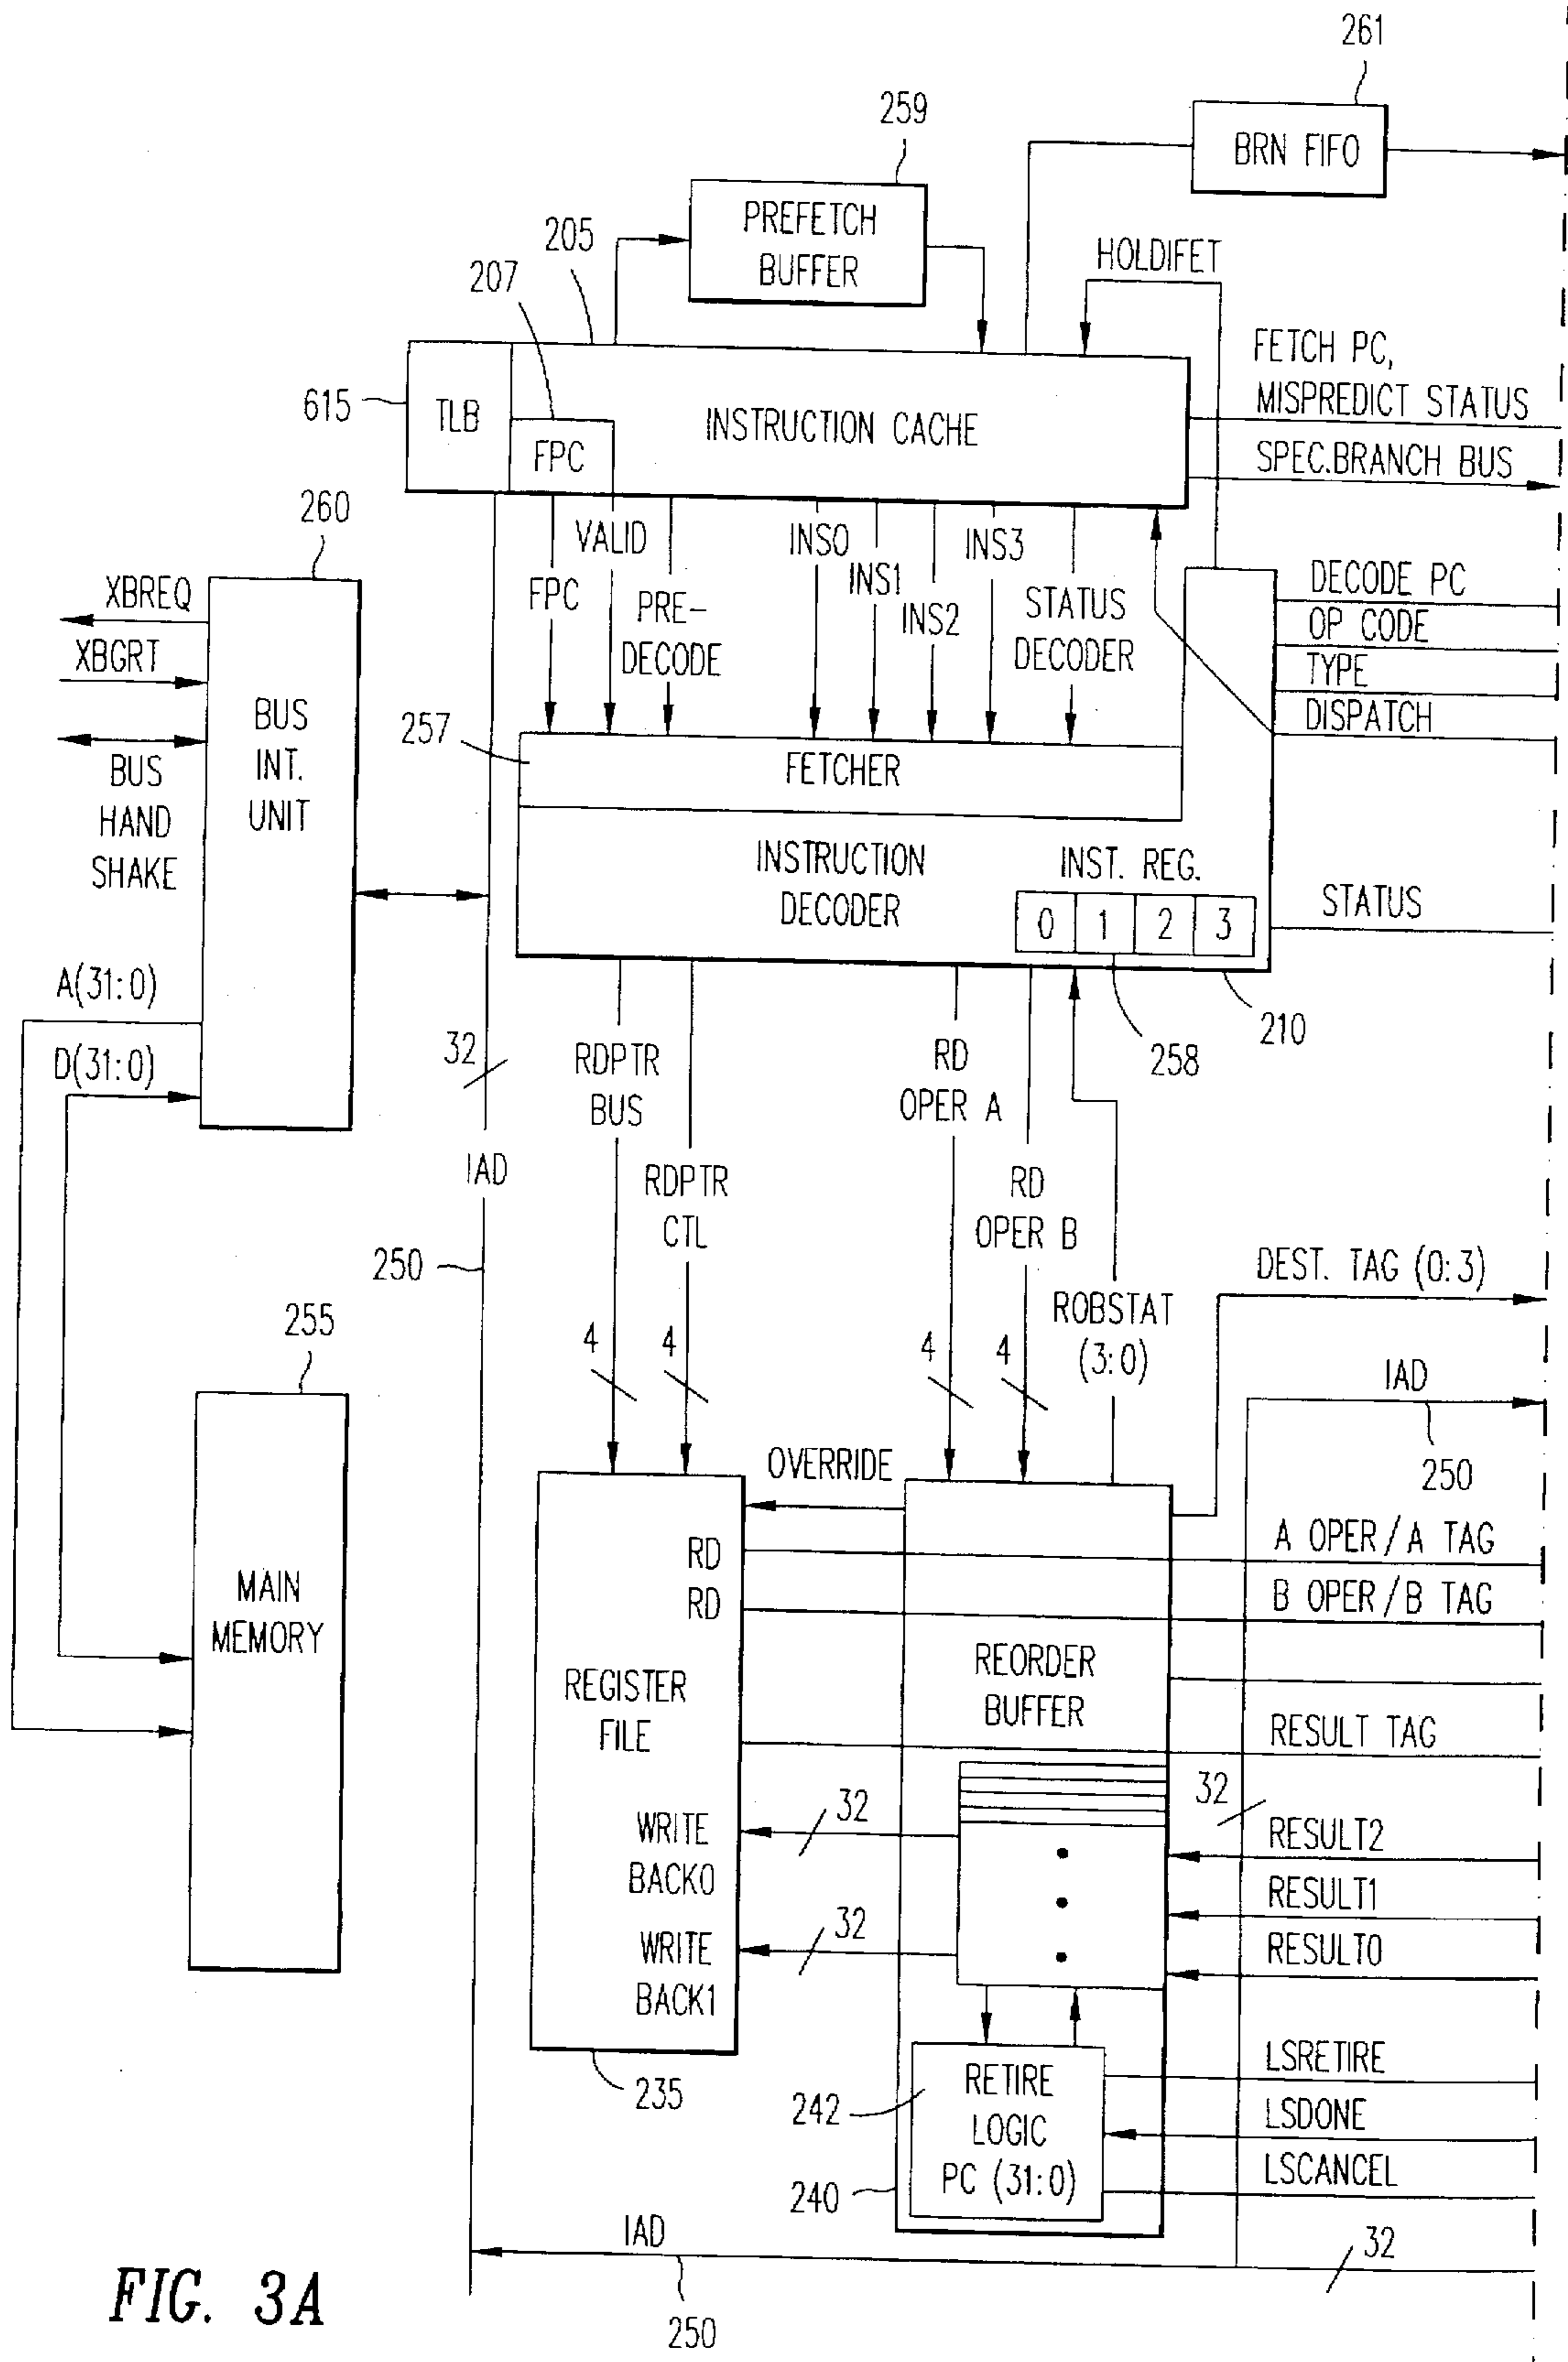 261
BRN FIFO
259
PREFETCH
BUFFER
205
207
HOLDIFET
615
TLB
FPC
INSTRUCTION CACHE
FETCH PC,
MISPREDICT STATUS
SPEC.BRANCH BUS
260
XBREQ
XBGRT
BUS
HAND
SHAKE
BUS
INT.
UNIT
FPC
VALID
PRE-
DECODE
INS0
INS1
INS2
INS3
STATUS
DECODER
DECODE PC
OP CODE
TYPE
DISPATCH
257
FETCHER
INSTRUCTION
DECODER
INST. REG.
0 1 2 3
STATUS
210
258
A(31:0)
D(31:0)
32
IAD
250
RDPTR
BUS
RDPTR
CTL
RD
OPER A
RD
OPER B
ROBSTAT
(3:0)
DEST. TAG (0:3)
4
4
4
4
IAD
250
255
MAIN
MEMORY
OVERRIDE
RD
RD
REGISTER
FILE
WRITE
BACK0
WRITE
BACK1
235
32
32
REORDER
BUFFER
A OPER/A TAG
B OPER/B TAG
RESULT TAG
32
RESULT2
RESULT1
RESULT0
242
RETIRE
LOGIC
PC (31:0)
240
LSRETIRE
LSDONE
LSCANCEL
IAD
250
32
FIG. 3A